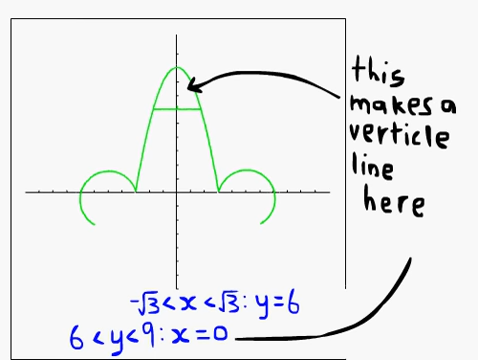 this
makes a
verticle
line
here
-√3 < x < √3: y=6
6 < y < 9: x=0